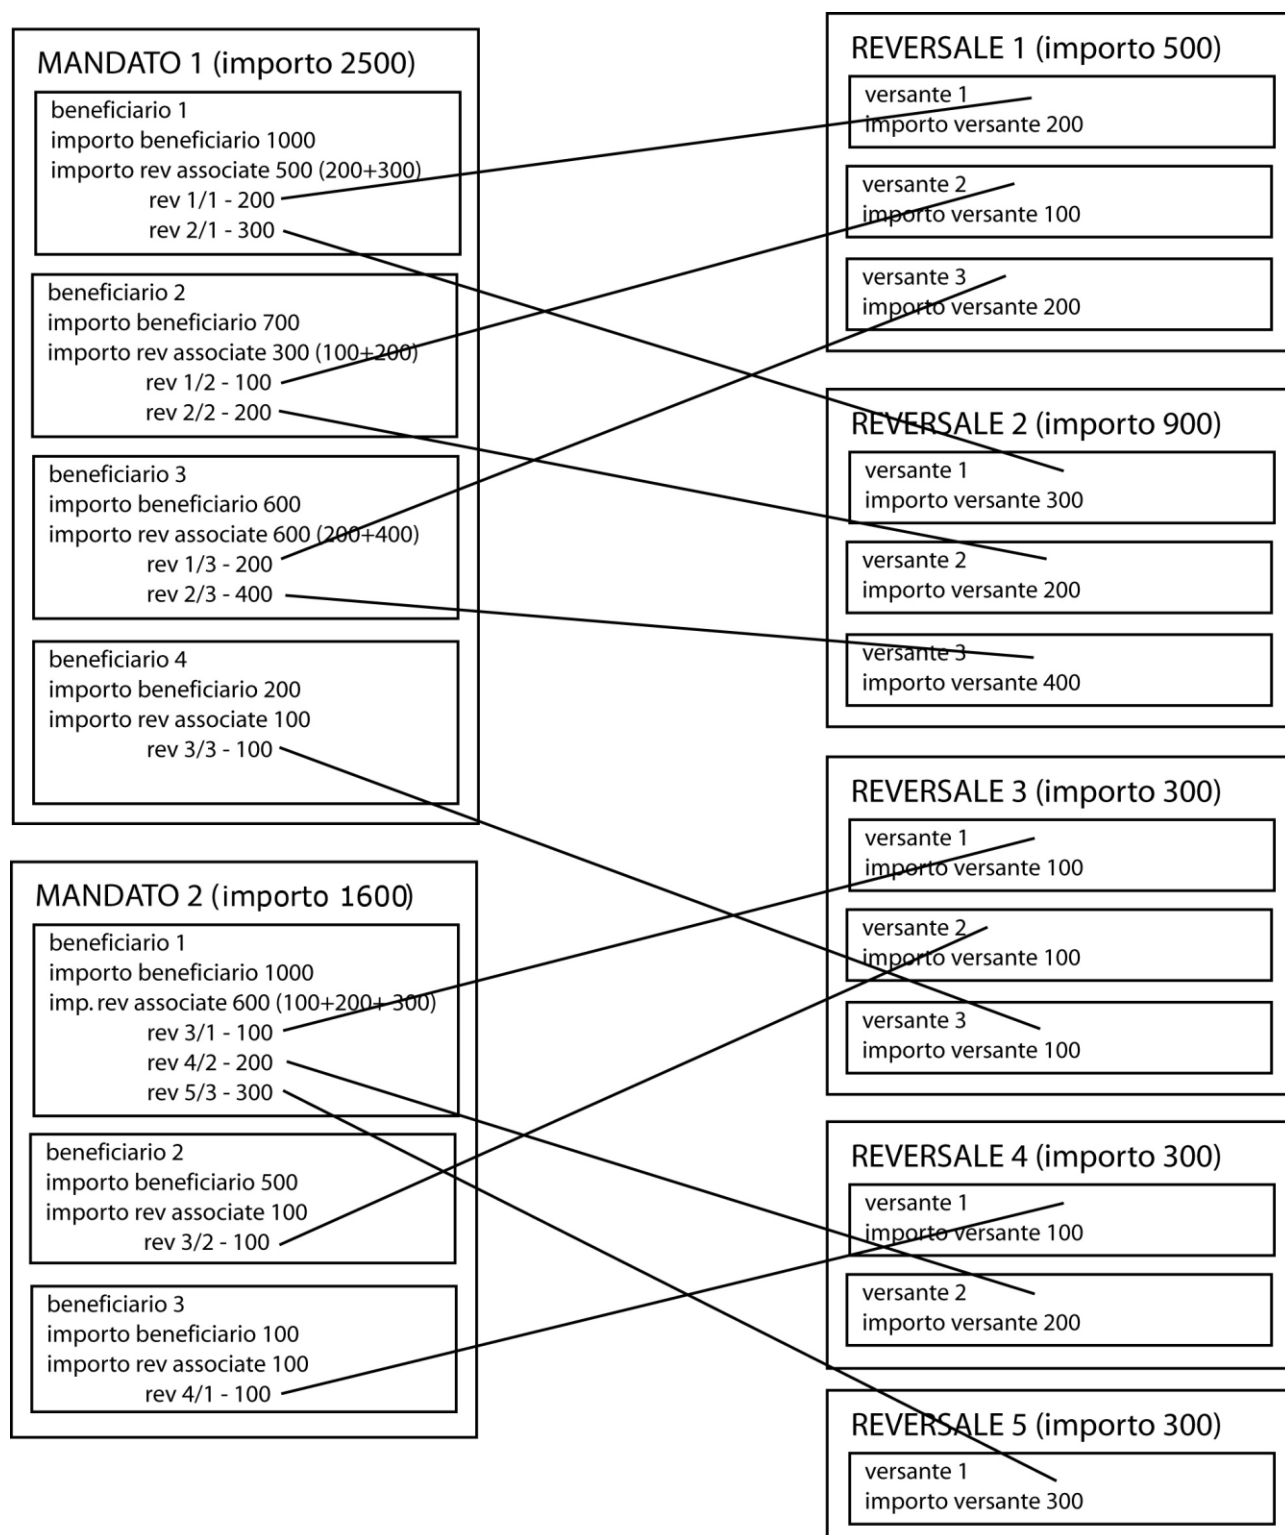 MANDATO 1 (importo 2500)
beneficiario 1
importo beneficiario 1000
importo rev associate 500 (200+300)
rev 1/1 - 200
rev 2/1 - 300
beneficiario 2
importo beneficiario 700
importo rev associate 300 (100+200)
rev 1/2 - 100
rev 2/2 - 200
beneficiario 3
importo beneficiario 600
importo rev associate 600 (200+400)
rev 1/3 - 200
rev 2/3 - 400
beneficiario 4
importo beneficiario 200
importo rev associate 100
rev 3/3 - 100
MANDATO 2 (importo 1600)
beneficiario 1
importo beneficiario 1000
imp. rev associate 600 (100+200+ 300)
rev 3/1 - 100
rev 4/2 - 200
rev 5/3 - 300
beneficiario 2
importo beneficiario 500
importo rev associate 100
rev 3/2 - 100
beneficiario 3
importo beneficiario 100
importo rev associate 100
rev 4/1 - 100
REVERSALE 1 (importo 500)
versante 1
importo versante 200
versante 2
importo versante 100
versante 3
importo versante 200
REVERSALE 2 (importo 900)
versante 1
importo versante 300
versante 2
importo versante 200
versante 3
importo versante 400
REVERSALE 3 (importo 300)
versante 1
importo versante 100
versante 2
importo versante 100
versante 3
importo versante 100
REVERSALE 4 (importo 300)
versante 1
importo versante 100
versante 2
importo versante 200
REVERSALE 5 (importo 300)
versante 1
importo versante 300